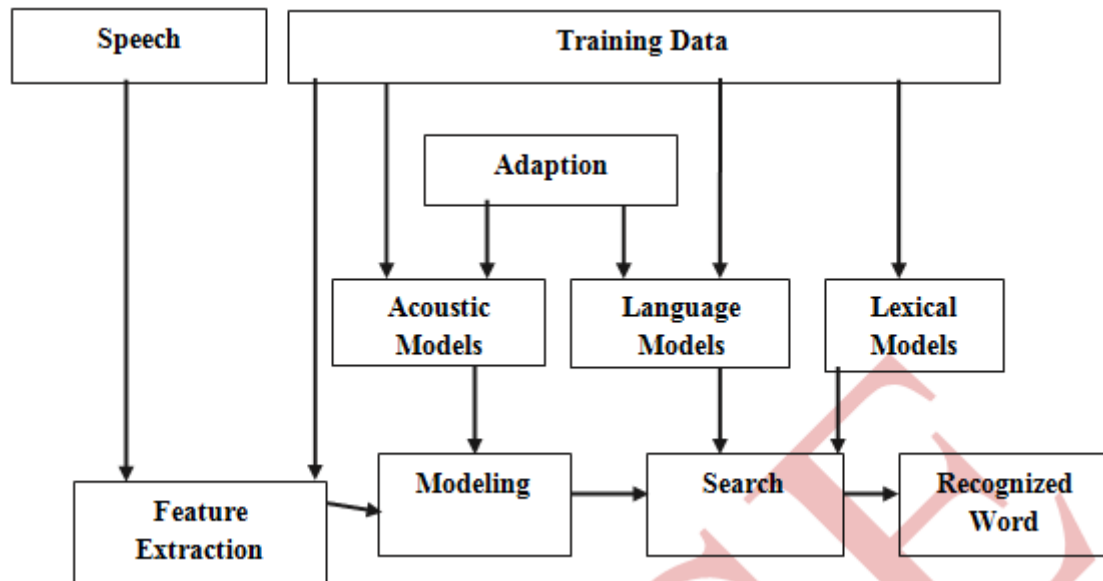 Speech
Training Data
Adaption
Acoustic
Models
Language
Models
Lexical
Models
Modeling
Search
Recognized
Word
Feature
Extraction